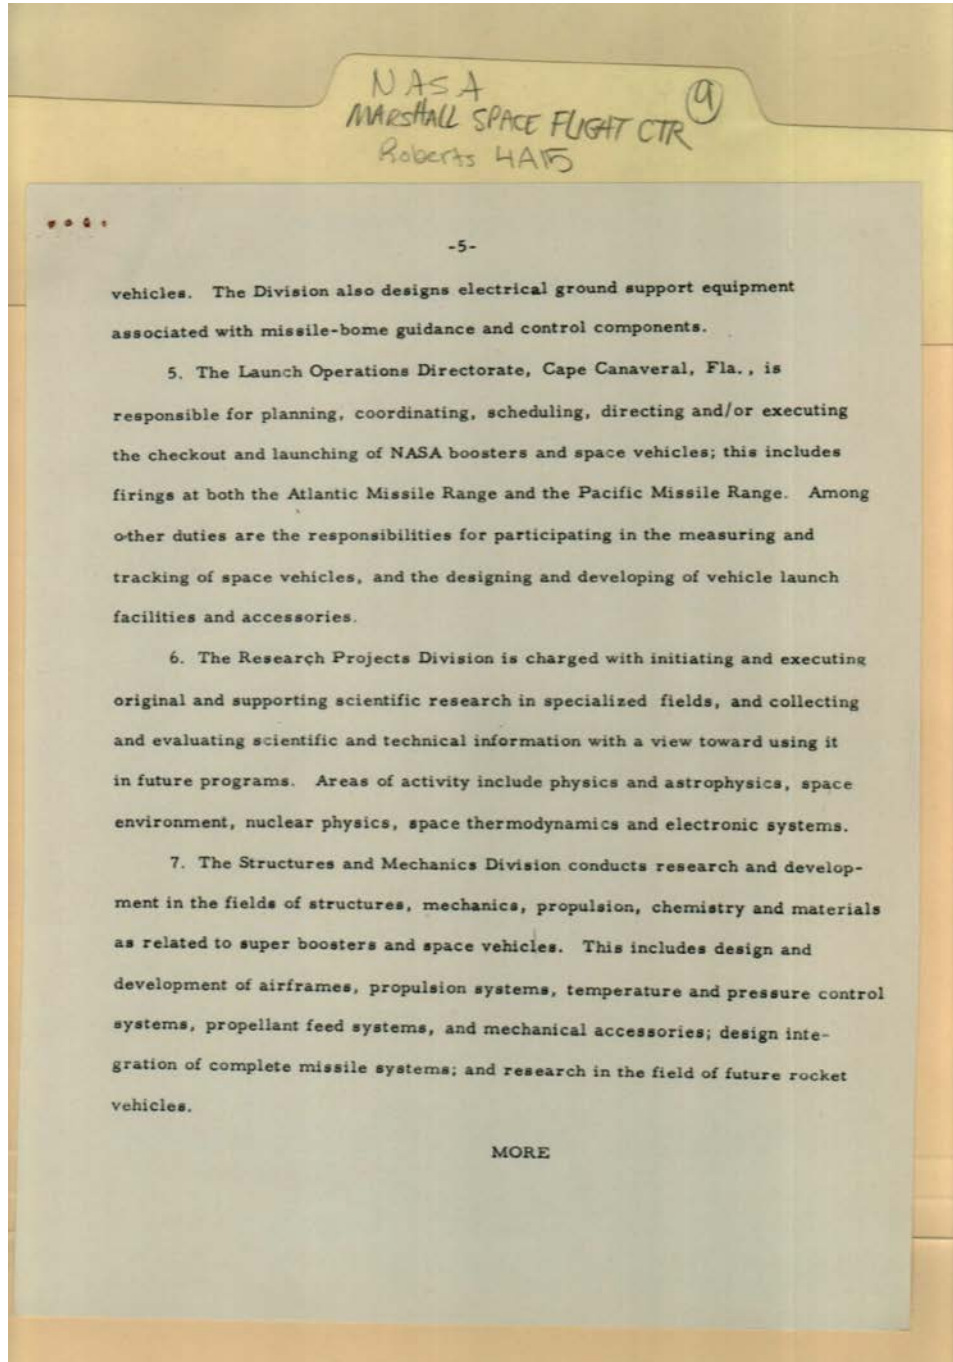 NASA
9
MARSHALL SPACE FLIGHT CTR
Roberts 4A15
-5-
vehicles. The Division also designs electrical ground support equipment
associated with missile-bome guidance and control components.
5. The Launch Operations Directorate, Cape Canaveral, Fla., is
responsible for planning, coordinating, scheduling, directing and/or executing
the checkout and launching of NASA boosters and space vehicles; this includes
firings at both the Atlantic Missile Range and the Pacific Missile Range. Among
other duties are the responsibilities for participating in the measuring and
tracking of space vehicles, and the designing and developing of vehicle launch
facilities and accessories.
6. The Research Projects Division is charged with initiating and executing
original and supporting scientific research in specialized fields, and collecting
and evaluating scientific and technical information with a view toward using it
in future programs. Areas of activity include physics and astrophysics, space
environment, nuclear physics, space thermodynamics and electronic systems.
7. The Structures and Mechanics Division conducts research and develop-
ment in the fields of structures, mechanics, propulsion, chemistry and materials
as related to super boosters and space vehicles. This includes design and
development of airframes, propulsion systems, temperature and pressure control
systems, propellant feed systems, and mechanical accessories; design inte-
gration of complete missile systems; and research in the field of future rocket
vehicles.
MORE